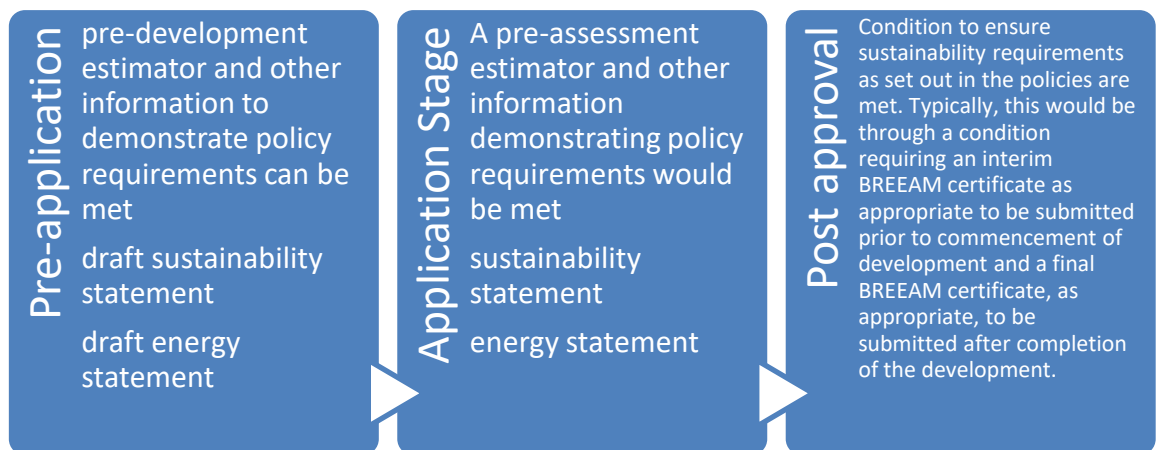 Pre-application
pre-development
estimator and other
information to
demonstrate policy
requirements can be
met
draft sustainability
statement
draft energy
statement
Application Stage
A pre-assessment
estimator and other
information
demonstrating policy
requirements would
be met
sustainability
statement
energy statement
Post approval
Condition to ensure
sustainability requirements
as set out in the policies are
met. Typically, this would be
through a condition
requiring an interim
BREEAM certificate as
appropriate to be submitted
prior to commencement of
development and a final
BREEAM certificate, as
appropriate, to be
submitted after completion
of the development.